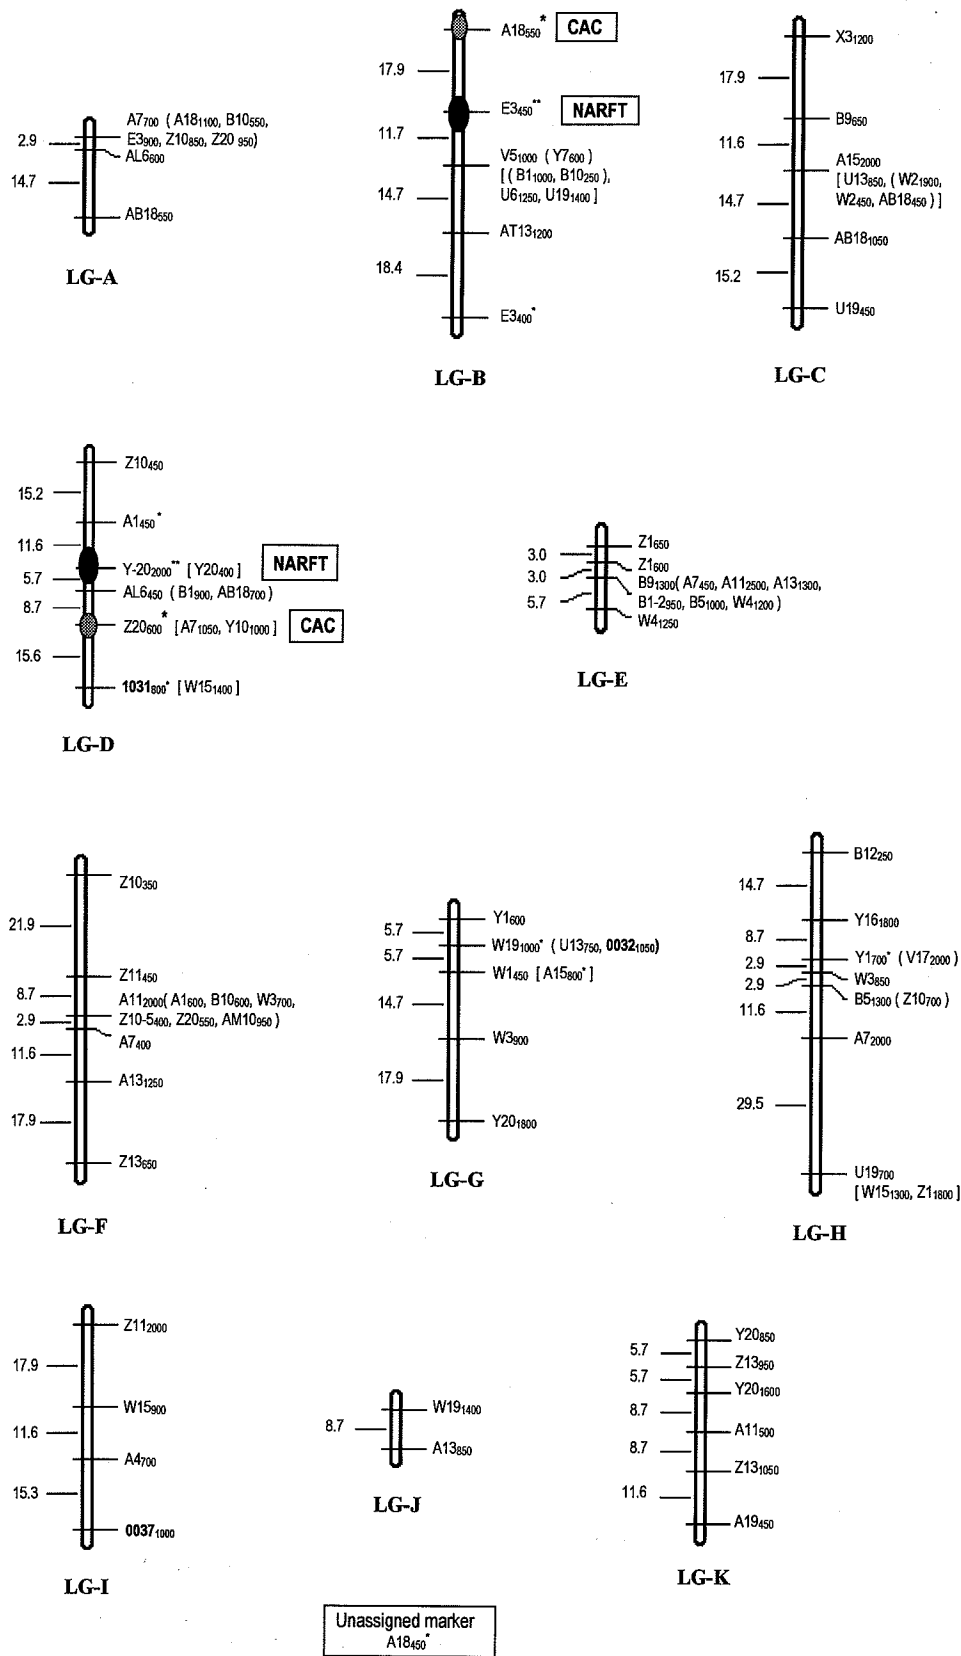 A7700 ( A181100, B10550,
E3900, Z10850, Z20 950)
2.9
AL6600
14.7
AB18550
LG-A
A18550* CAC
17.9
E3450** NARFT
11.7
V51000 ( Y7600 )
[ ( B11000, B10250 ),
U61250, U191400 ]
14.7
AT131200
18.4
E3400*
LG-B
X31200
17.9
B9650
11.6
A152000
[ U13850, ( W21900,
W2450, AB18450 ) ]
14.7
AB181050
15.2
U19450
LG-C
Z10450
15.2
A1450*
11.6
Y-202000** [ Y20400 ] NARFT
5.7
AL6450 ( B1900, AB18700 )
8.7
Z20600* [ A71050, Y101000 ] CAC
15.6
1031800* [ W151400 ]
LG-D
Z1650
3.0
Z1600
3.0
B91300( A7450, A112500, A131300,
B1-2950, B51000, W41200 )
5.7
W41250
LG-E
Z10350
21.9
Z11450
8.7
A112000( A1600, B10600, W3700,
Z10-5400, Z20550, AM10950 )
2.9
A7400
11.6
A131250
17.9
Z13650
LG-F
Y1600
5.7
W191000* ( U13750, 00321050)
5.7
W1450 [ A15800* ]
14.7
W3900
17.9
Y201800
LG-G
B12250
14.7
Y161800
8.7
Y1700* ( V172000 )
2.9
W3850
2.9
B51300 ( Z10700 )
11.6
A72000
29.5
U19700
[ W151300, Z11800 ]
LG-H
Z112000
17.9
W15900
11.6
A4700
15.3
00371000
LG-I
W191400
8.7
A13850
LG-J
Y20850
5.7
Z13950
5.7
Y201600
8.7
A11500
8.7
Z131050
11.6
A19450
LG-K
Unassigned marker
A18450*